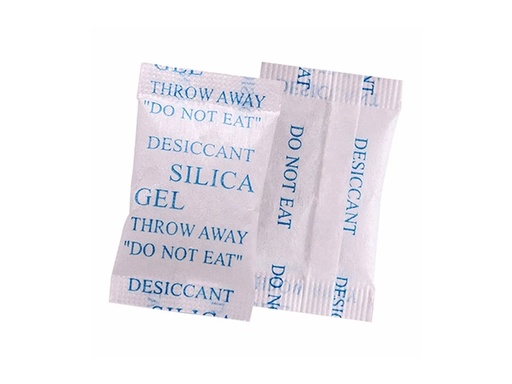 GEL
THROW AWAY
"DO NOT EAT"
DESICCANT
SILICA
GEL
THROW AWAY
"DO NOT EAT"
DESICCANT
SILICA
DO NOT EAT
DESICCANT